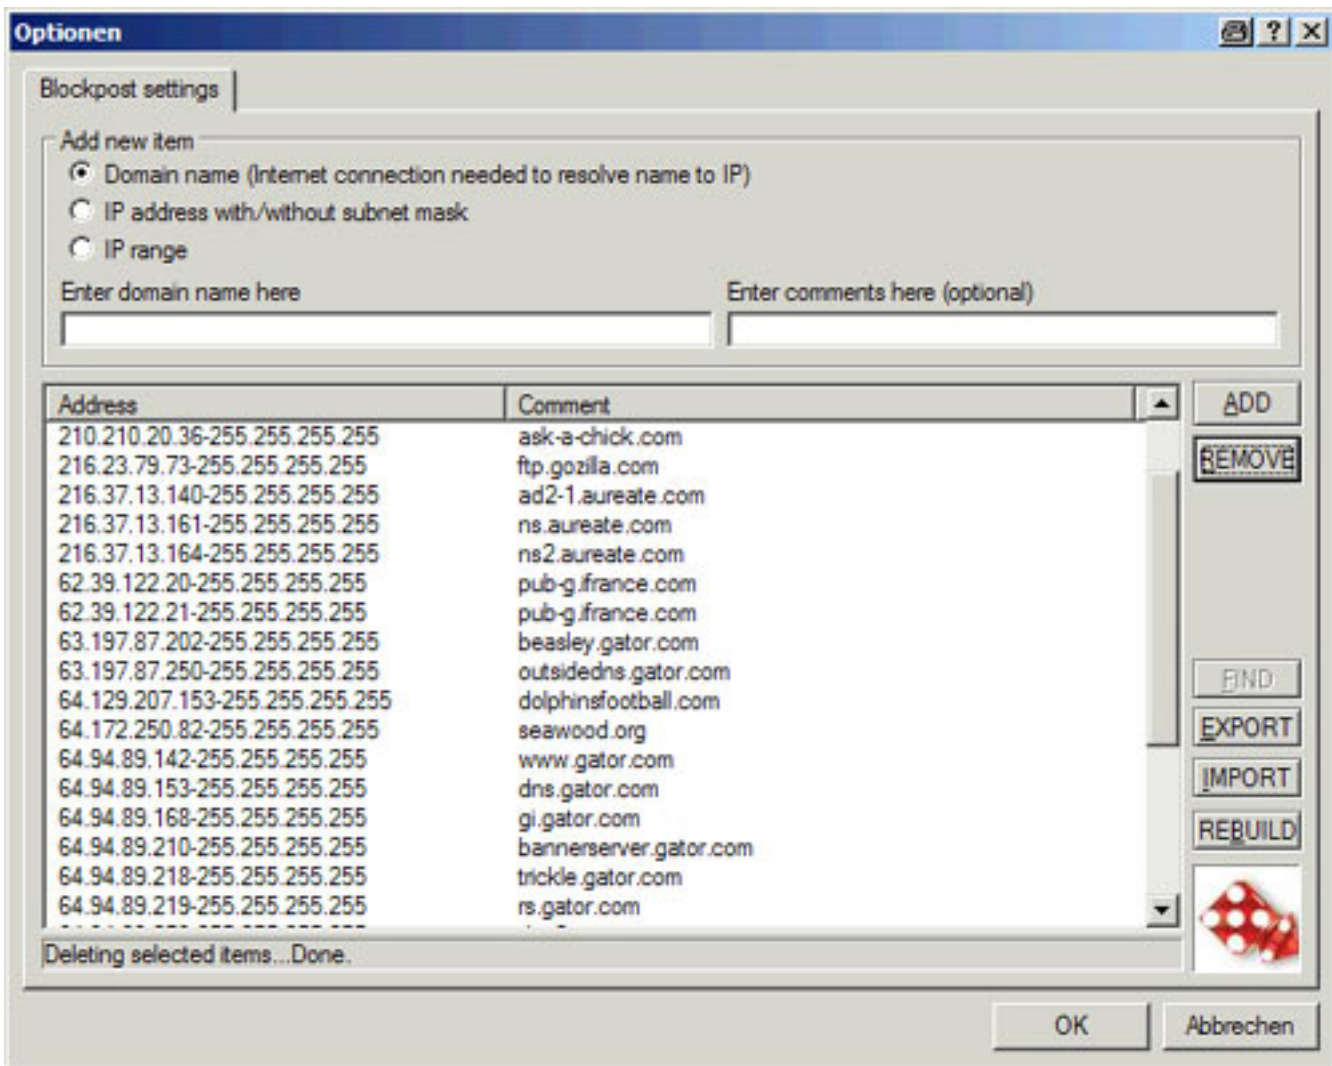 Optionen
Blockpost settings
Add new item
Domain name (Internet connection needed to resolve name to IP)
IP address with/without subnet mask
IP range
Enter domain name here Enter comments here (optional)
Address Comment
210.210.20.36-255.255.255.255 ask-a-chick.com
216.23.79.73-255.255.255.255 ftp.gozilla.com
216.37.13.140-255.255.255.255 ad2-1.aureate.com
216.37.13.161-255.255.255.255 ns.aureate.com
216.37.13.164-255.255.255.255 ns2.aureate.com
62.39.122.20-255.255.255.255 pub-g.ifrance.com
62.39.122.21-255.255.255.255 pub-g.ifrance.com
63.197.87.202-255.255.255.255 beasley.gator.com
63.197.87.250-255.255.255.255 outsidedns.gator.com
64.129.207.153-255.255.255.255 dolphinsfootball.com
64.172.250.82-255.255.255.255 seawood.org
64.94.89.142-255.255.255.255 www.gator.com
64.94.89.153-255.255.255.255 dns.gator.com
64.94.89.168-255.255.255.255 gi.gator.com
64.94.89.210-255.255.255.255 bannerserver.gator.com
64.94.89.218-255.255.255.255 trickle.gator.com
64.94.89.219-255.255.255.255 rs.gator.com
ADD
REMOVE
FIND
EXPORT
IMPORT
REBUILD
Deleting selected items...Done.
OK Abbrechen